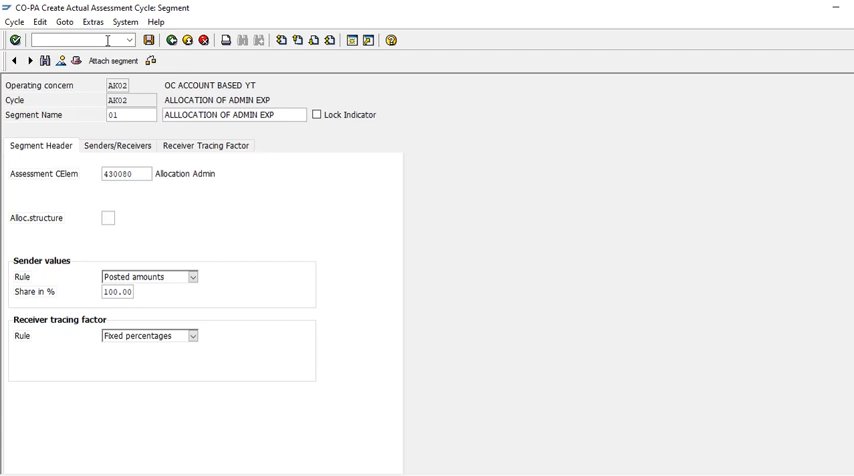 CO-PA Create Actual Assessment Cycle: Segment
Cycle Edit Goto Extras System Help
Attach segment
Operating concern AK02 OC ACCOUNT BASED YT
Cycle AK02 ALLOCATION OF ADMIN EXP
Segment Name 01 ALLLOCATION OF ADMIN EXP Lock Indicator
Segment Header Senders/Receivers Receiver Tracing Factor
Assessment CElem 430080 Allocation Admin
Alloc.structure
Sender values
Rule Posted amounts
Share in % 100.00
Receiver tracing factor
Rule Fixed percentages